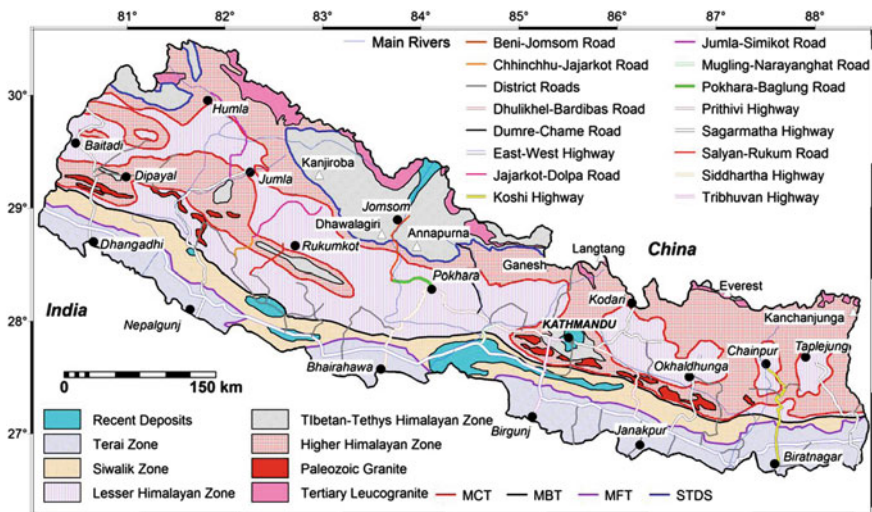 81 82 83 84 85 86 87 88
30°
29°
28°
27°
Main Rivers
Beni-Jomsom Road
Chhinchhu-Jajarkot Road
District Roads
Dhulikhel-Bardibas Road
Dumre-Chame Road
East-West Highway
Jajarkot-Dolpa Road
Koshi Highway
Jumla-Simikot Road
Mugling-Narayanghat Road
Pokhara-Baglung Road
Prithivi Highway
Sagarmatha Highway
Salyan-Rukum Road
Siddhartha Highway
Tribhuvan Highway
Humla
Baitadi
Dipayal
Jumla
Kanjiroba
Jomsom
Dhawalagiri
Annapurna
Dhangadhi
Rukumkot
Ganesh
Langtang
China
Pokhara
Kodari
Everest
India
Nepalgunj
KATHMANDU
Kanchanjunga
Chainpur
Taplejung
Okhaldhunga
Bhairahawa
0
150 km
Birgunj
Janakpur
Biratnagar
Recent Deposits
Terai Zone
Siwalik Zone
Lesser Himalayan Zone
TIbetan-Tethys Himalayan Zone
Higher Himalayan Zone
Paleozoic Granite
Tertiary Leucogranite
MCT
MBT
MFT
STDS